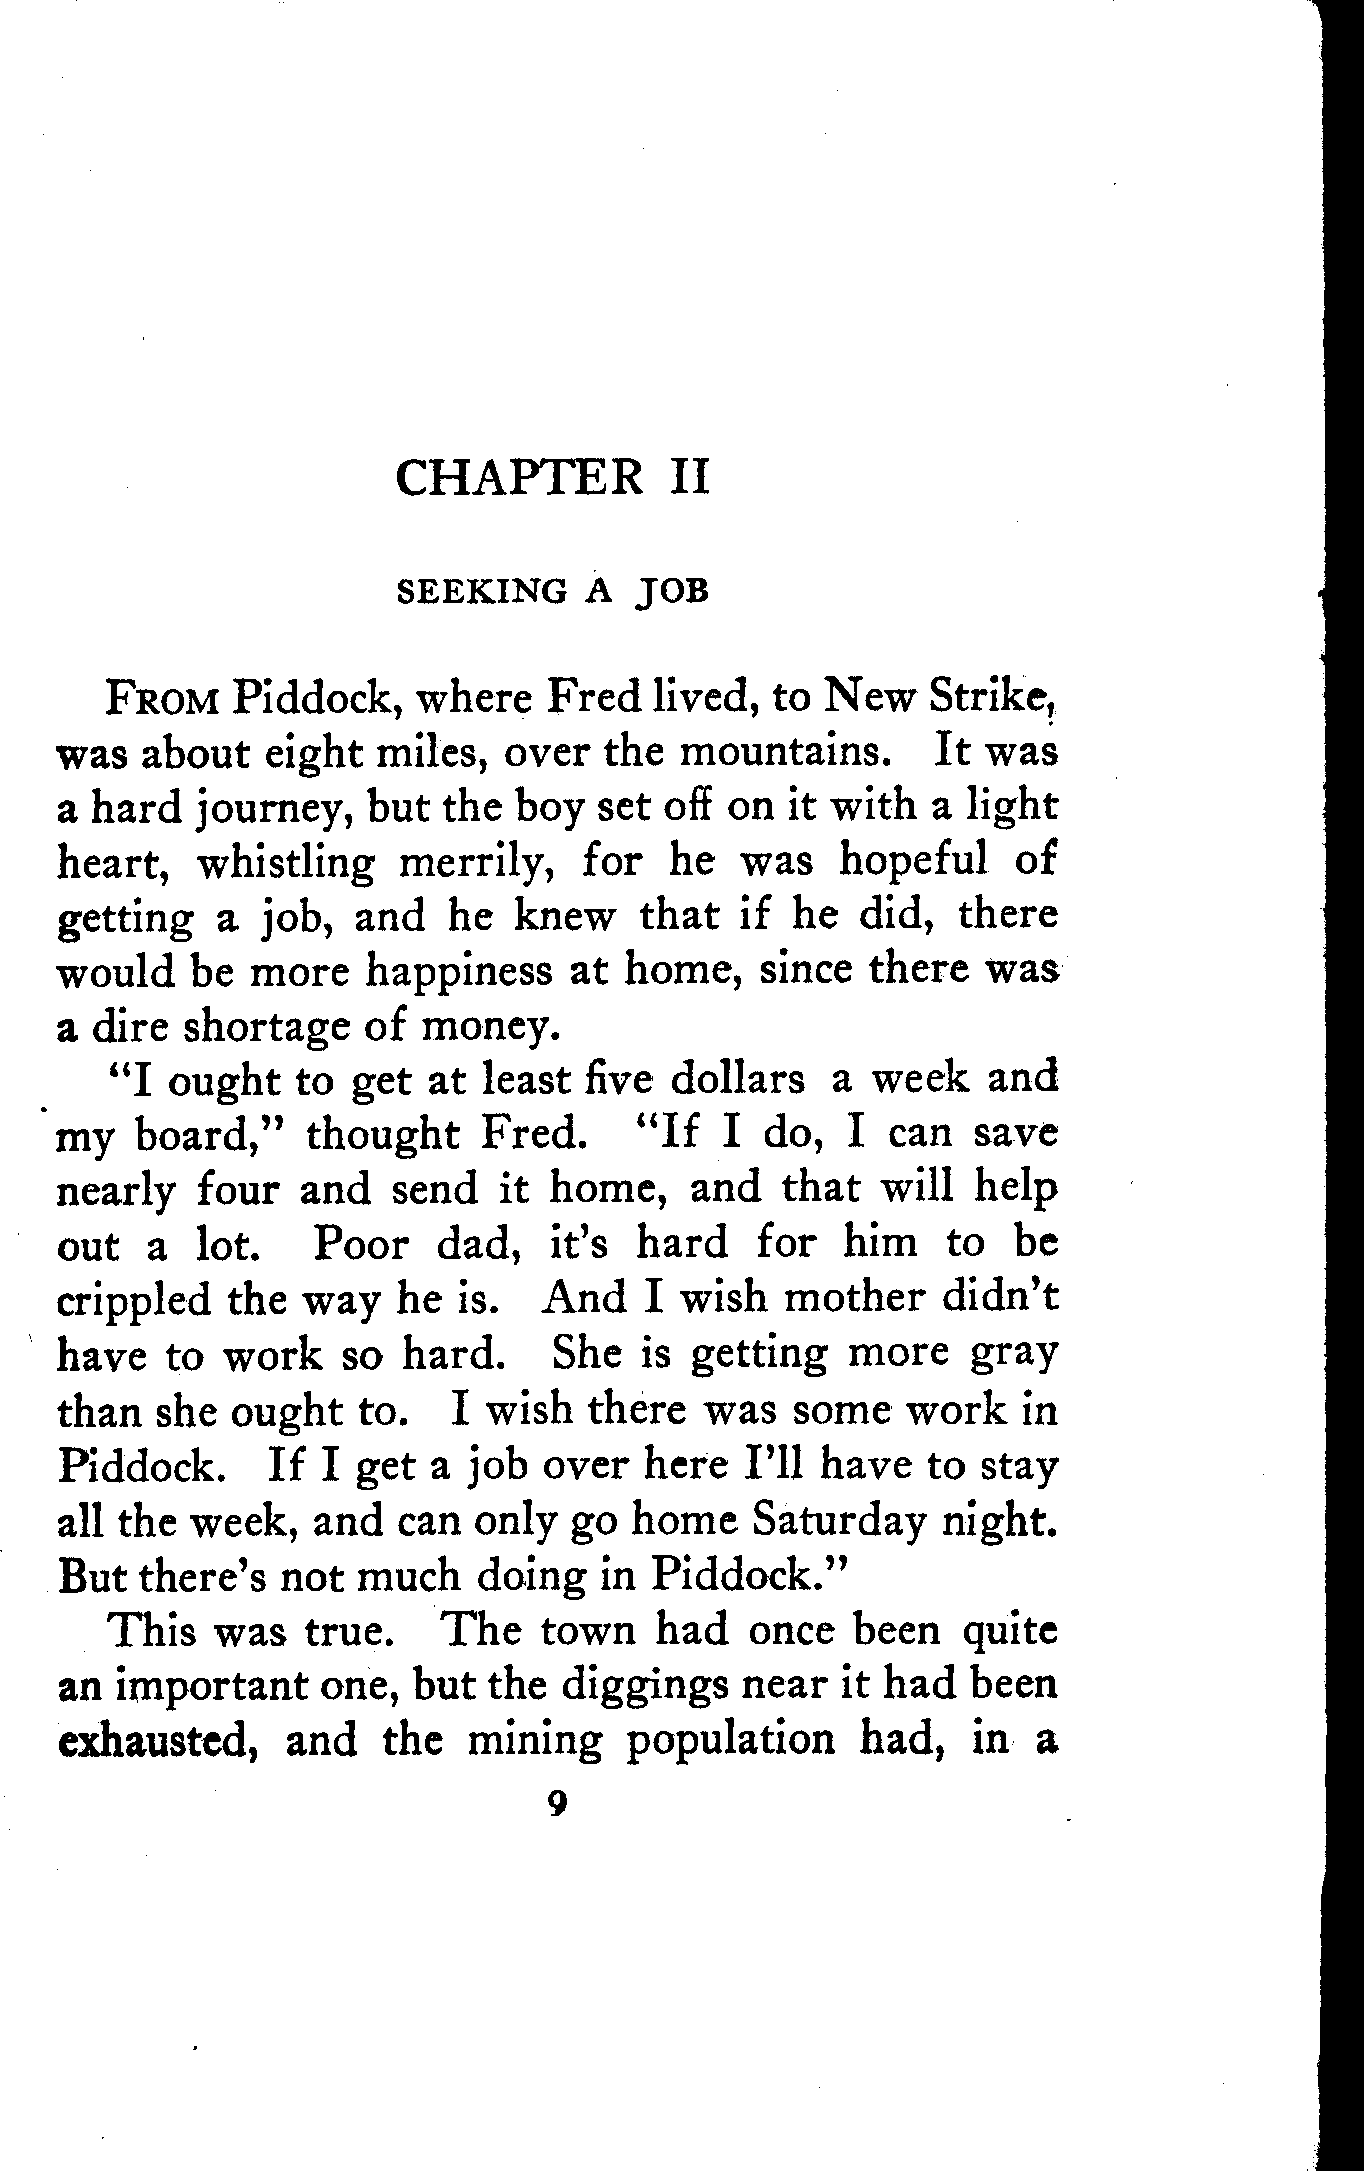 CHAPTER II
SEEKING A JOB
FROM Piddock, where Fred lived, to New Strike,
was about eight miles, over the mountains. It was
a hard journey, but the boy set off on it with a light
heart, whistling merrily, for he was hopeful of
getting a job, and he knew that if he did, there
would be more happiness at home, since there was
a dire shortage of money.
“I ought to get at least five dollars a week and
my board,” thought Fred. “If I do, I can save
nearly four and send it home, and that will help
out a lot. Poor dad, it's hard for him to be
crippled the way he is. And I wish mother didn't
have to work so hard. She is getting more gray
than she ought to. I wish there was some work in
Piddock. If I get a job over here I'll have to stay
all the week, and can only go home Saturday night.
But there's not much doing in Piddock.”
This was true. The town had once been quite
an important one, but the diggings near it had been
exhausted, and the mining population had, in a
9